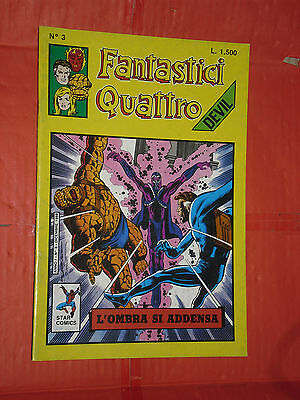 N° 3
L. 1.500
Fantastici
Quattro
DEVIL
L'OMBRA SI ADDENSA
STAR
COMICS